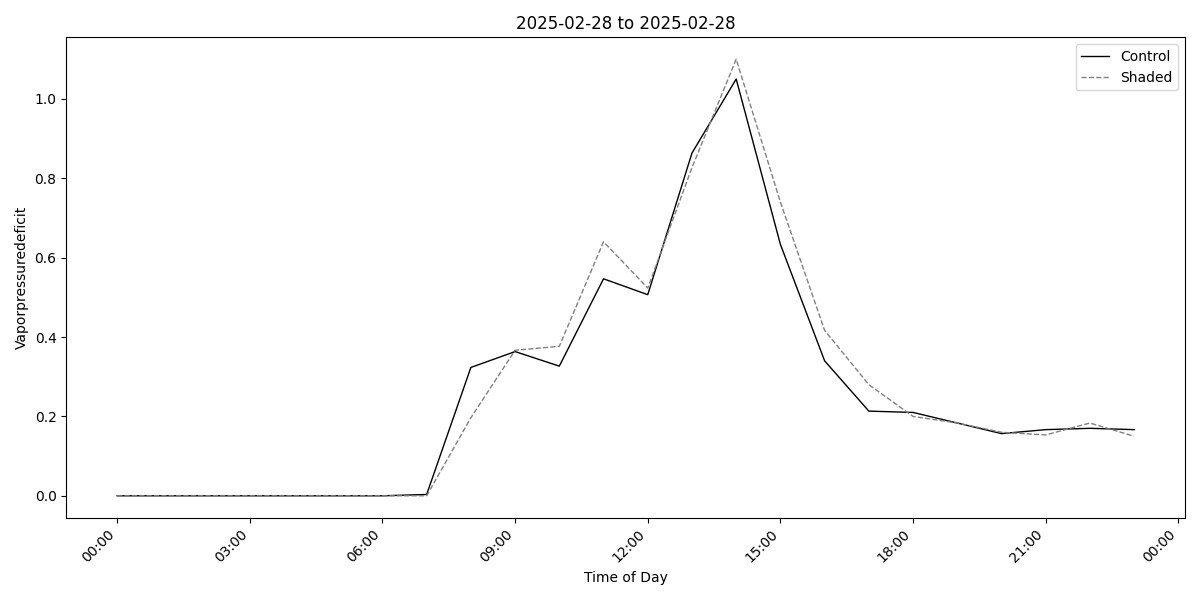 2025-02-28 to 2025-02-28
Control
Shaded
Vaporpressuredeficit
1.0
0.8
0.6
0.4
0.2
0.0
00:00 03:00 06:00 09:00 12:00 15:00 18:00 21:00 00:00
Time of Day